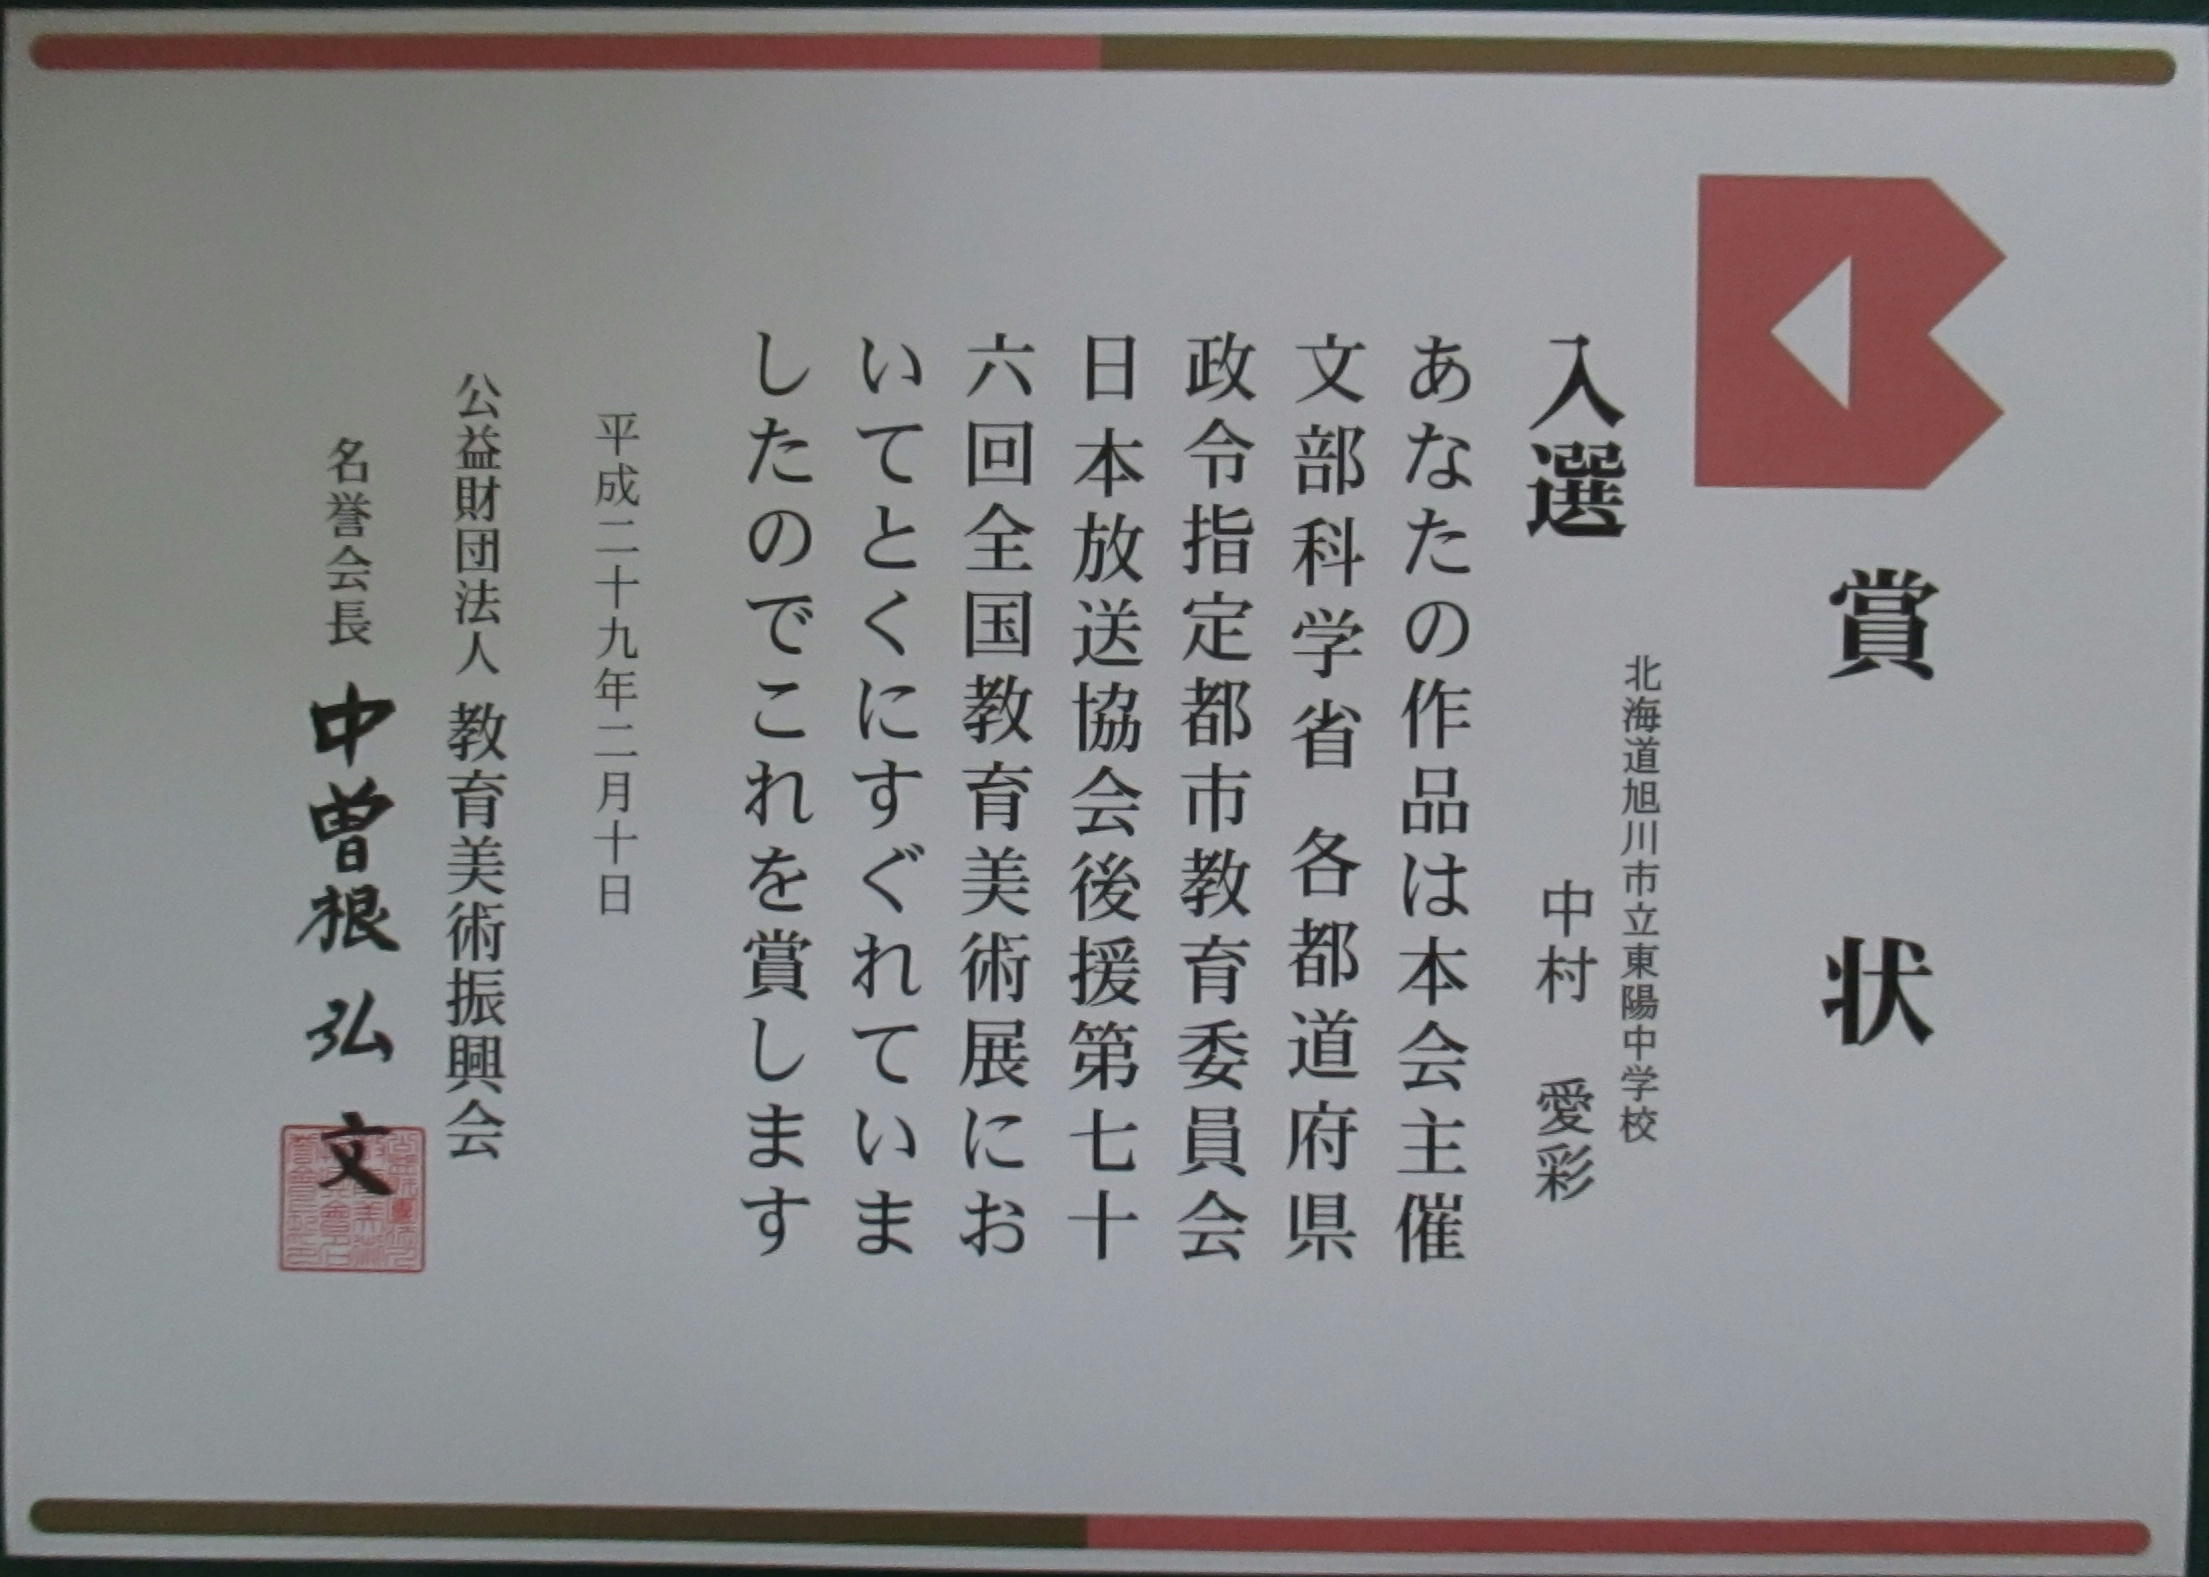 賞状
北海道旭川市立東陽中学校
入選
中村 愛彩
あなたの作品は本会主催
文部科学省 各都道府県
政令指定都市教育委員会
日本放送協会後援第七十
六回全国教育美術展にお
いてとくにすぐれていま
したのでこれを賞します
平成二十九年二月十日
公益財団法人 教育美術振興会
名誉会長 中曽根弘文